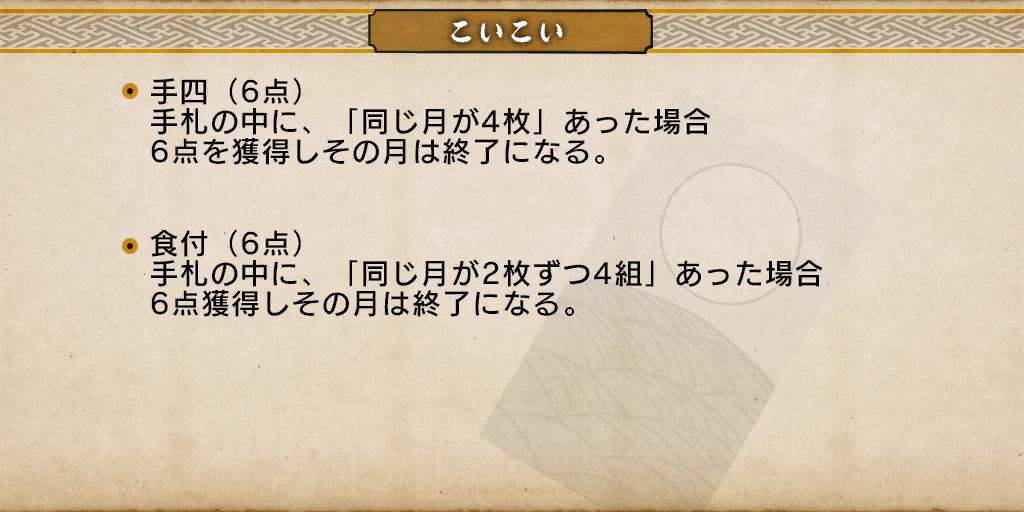 こいこい
手四（6点）
手札の中に、「同じ月が4枚」あった場合
6点を獲得しその月は終了になる。
食付（6点）
手札の中に、「同じ月が2枚ずつ4組」あった場合
6点獲得しその月は終了になる。